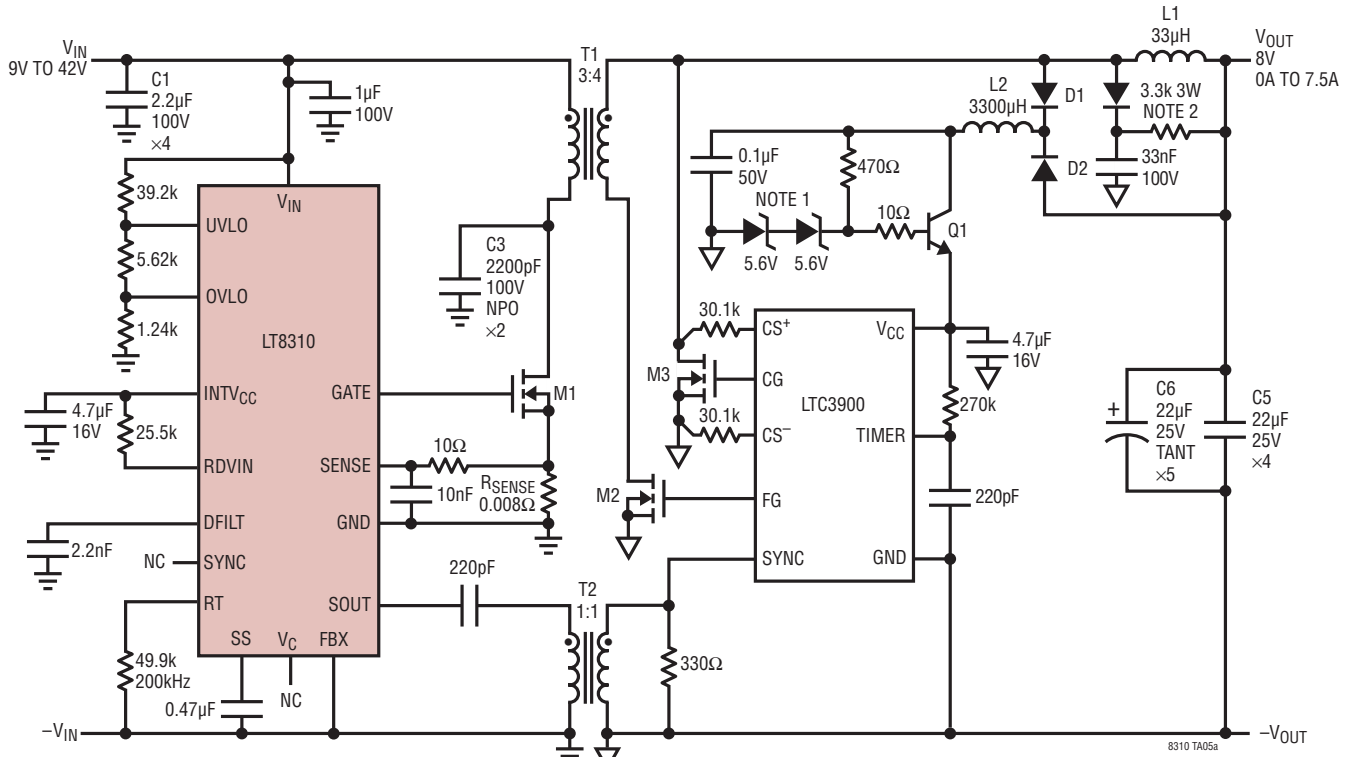 V_IN
9V TO 42V
C1
2.2µF
100V
×4
1µF
100V
T1
3:4
L1
33µH
V_OUT
8V
0A TO 7.5A
L2
3300µH
D1
3.3k 3W
NOTE 2
33nF
100V
D2
0.1µF
50V
470Ω
NOTE 1
5.6V
5.6V
10Ω
Q1
39.2k
5.62k
1.24k
V_IN
UVLO
OVLO
LT8310
INTV_CC
RDVIN
DFILT
SYNC
RT
SS
V_C
FBX
GATE
SENSE
GND
SOUT
4.7µF
16V
25.5k
2.2nF
NC
49.9k
200kHz
0.47µF
NC
–V_IN
C3
2200pF
100V
NPO
×2
M1
10Ω
10nF
R_SENSE
0.008Ω
220pF
T2
1:1
330Ω
30.1k
M3
30.1k
M2
CS+
CG
CS–
FG
SYNC
LTC3900
V_CC
TIMER
GND
4.7µF
16V
270k
220pF
C6
22µF
25V
TANT
×5
+
C5
22µF
25V
×4
–V_OUT
8310 TA05a